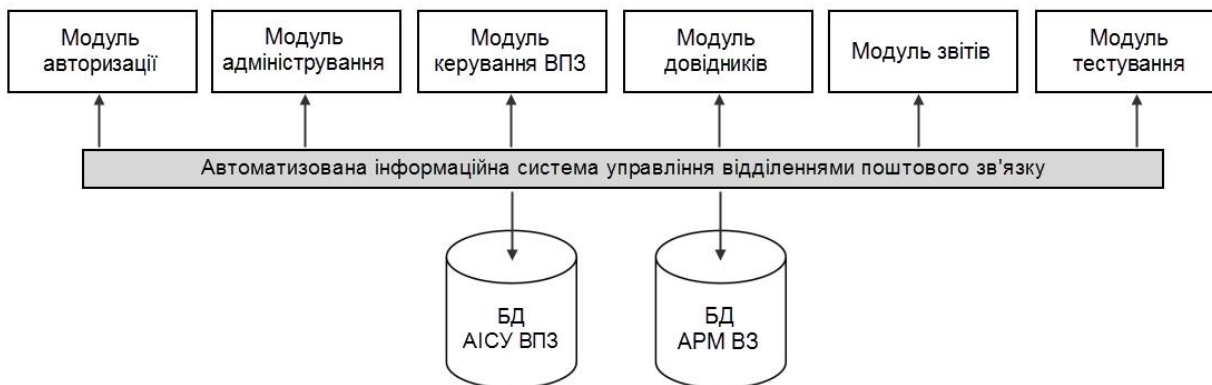 Модуль
авторизації
Модуль
адміністрування
Модуль
керування ВПЗ
Модуль
довідників
Модуль звітів
Модуль
тестування
Автоматизована інформаційна система управління відділеннями поштового зв'язку
БД
АІСУ ВПЗ
БД
АРМ ВЗ